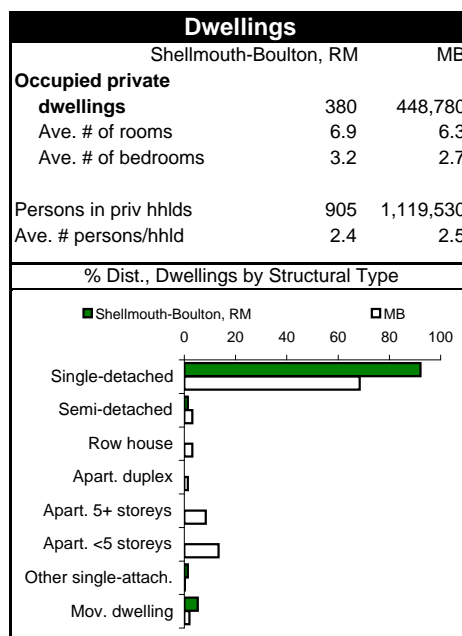 Dwellings
Shellmouth-Boulton, RM MB
Occupied private
dwellings 380 448,780
Ave. # of rooms 6.9 6.3
Ave. # of bedrooms 3.2 2.7
Persons in priv hhlds 905 1,119,530
Ave. # persons/hhld 2.4 2.5
% Dist., Dwellings by Structural Type
Shellmouth-Boulton, RM MB
0 20 40 60 80 100
Single-detached
Semi-detached
Row house
Apart. duplex
Apart. 5+ storeys
Apart. <5 storeys
Other single-attach.
Mov. dwelling